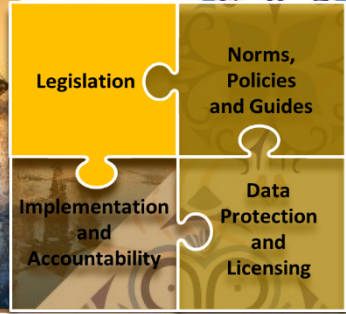 Legislation
Norms,
Policies
and Guides
Implementation
and
Accountability
Data
Protection
and
Licensing